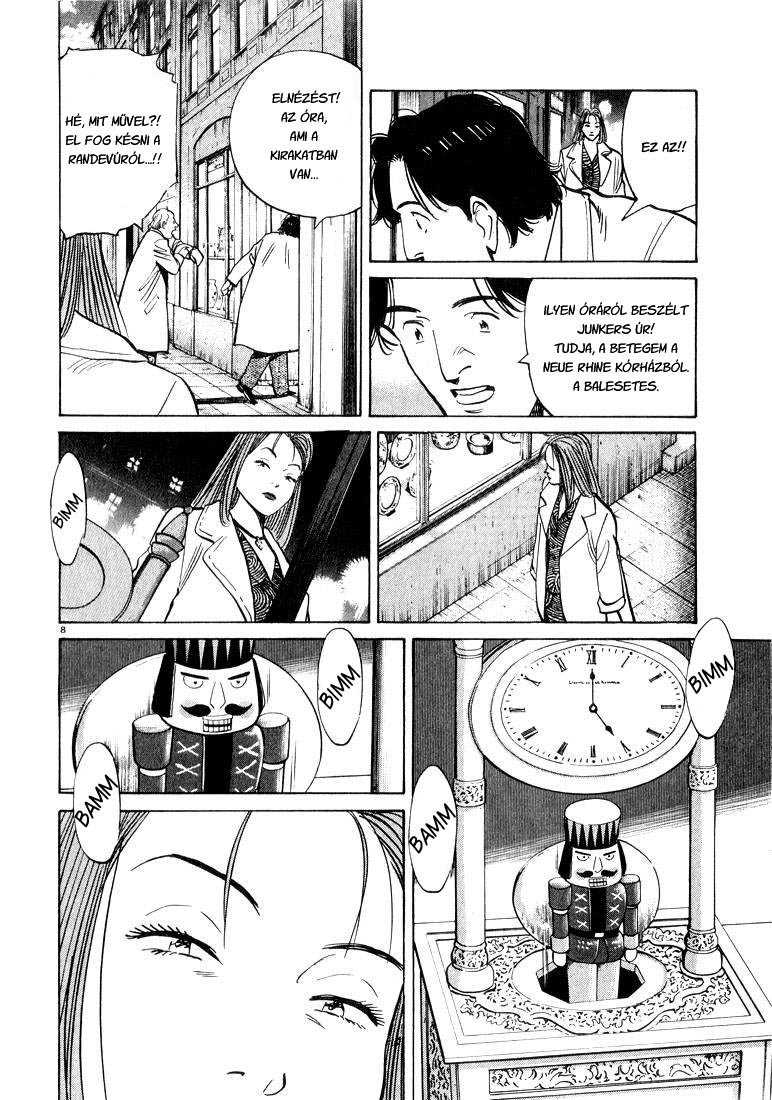 EZ AZ!!
ILYEN ÓRÁRÓL BESZÉLT
JUNKERS ÚR!
TUDJA, A BETEGEM A
NEUE RHINE KÓRHÁZBÓL.
A BALESETES.
ELNÉZÉST!
AZ ÓRA,
AMI A
KIRAKATBAN
VAN...
HÉ, MIT MŰVEL?!
EL FOG KÉSNI A
RANDEVÚRÓL...!!
BIMM
BIMM
BAMM
BIMM
BAMM
8